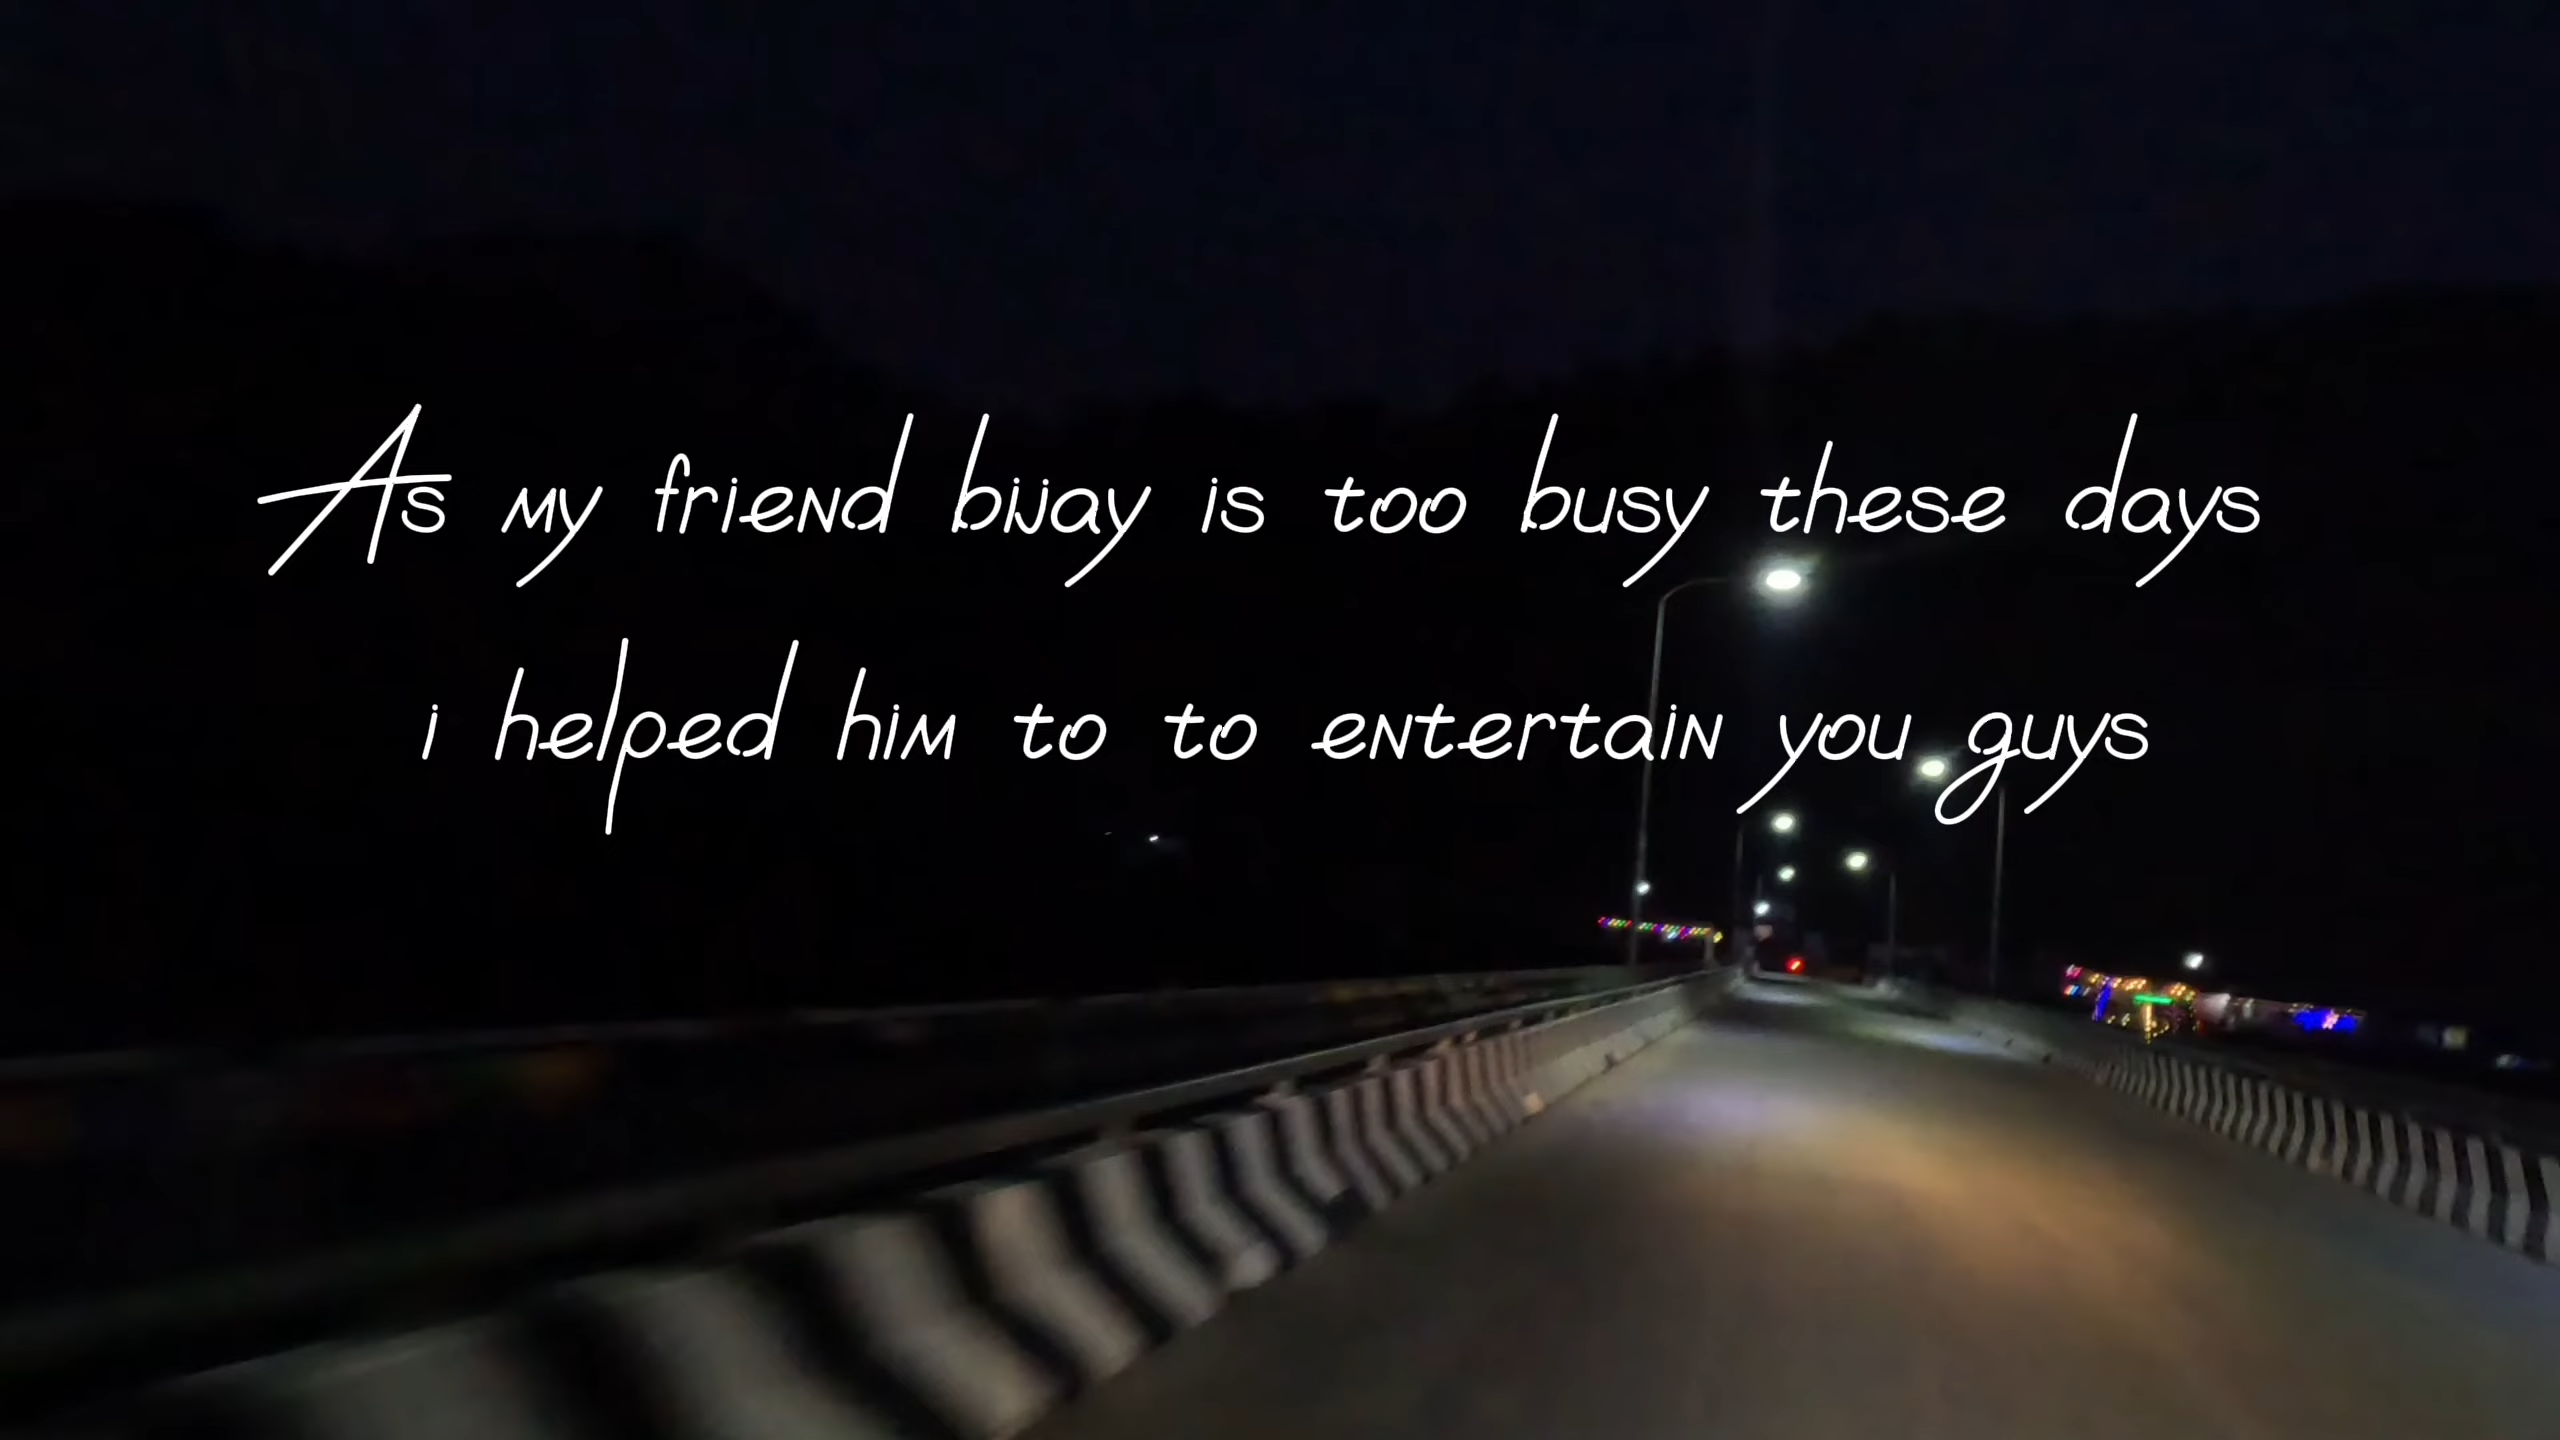 As my friend bijay is too busy these days
i helped him to to entertain you guys